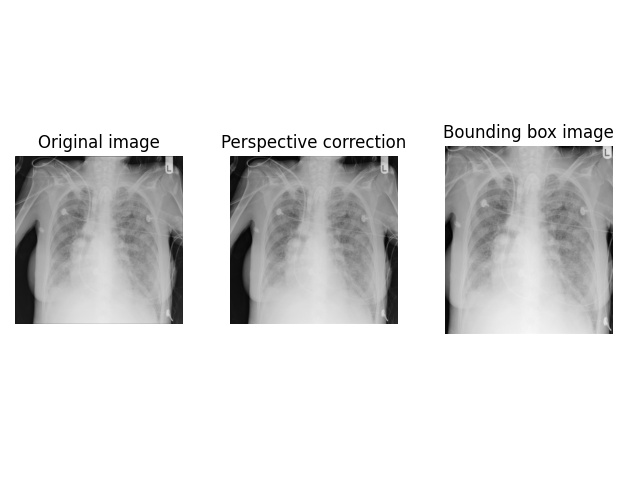 Original image
Perspective correction
Bounding box image
L
L
L